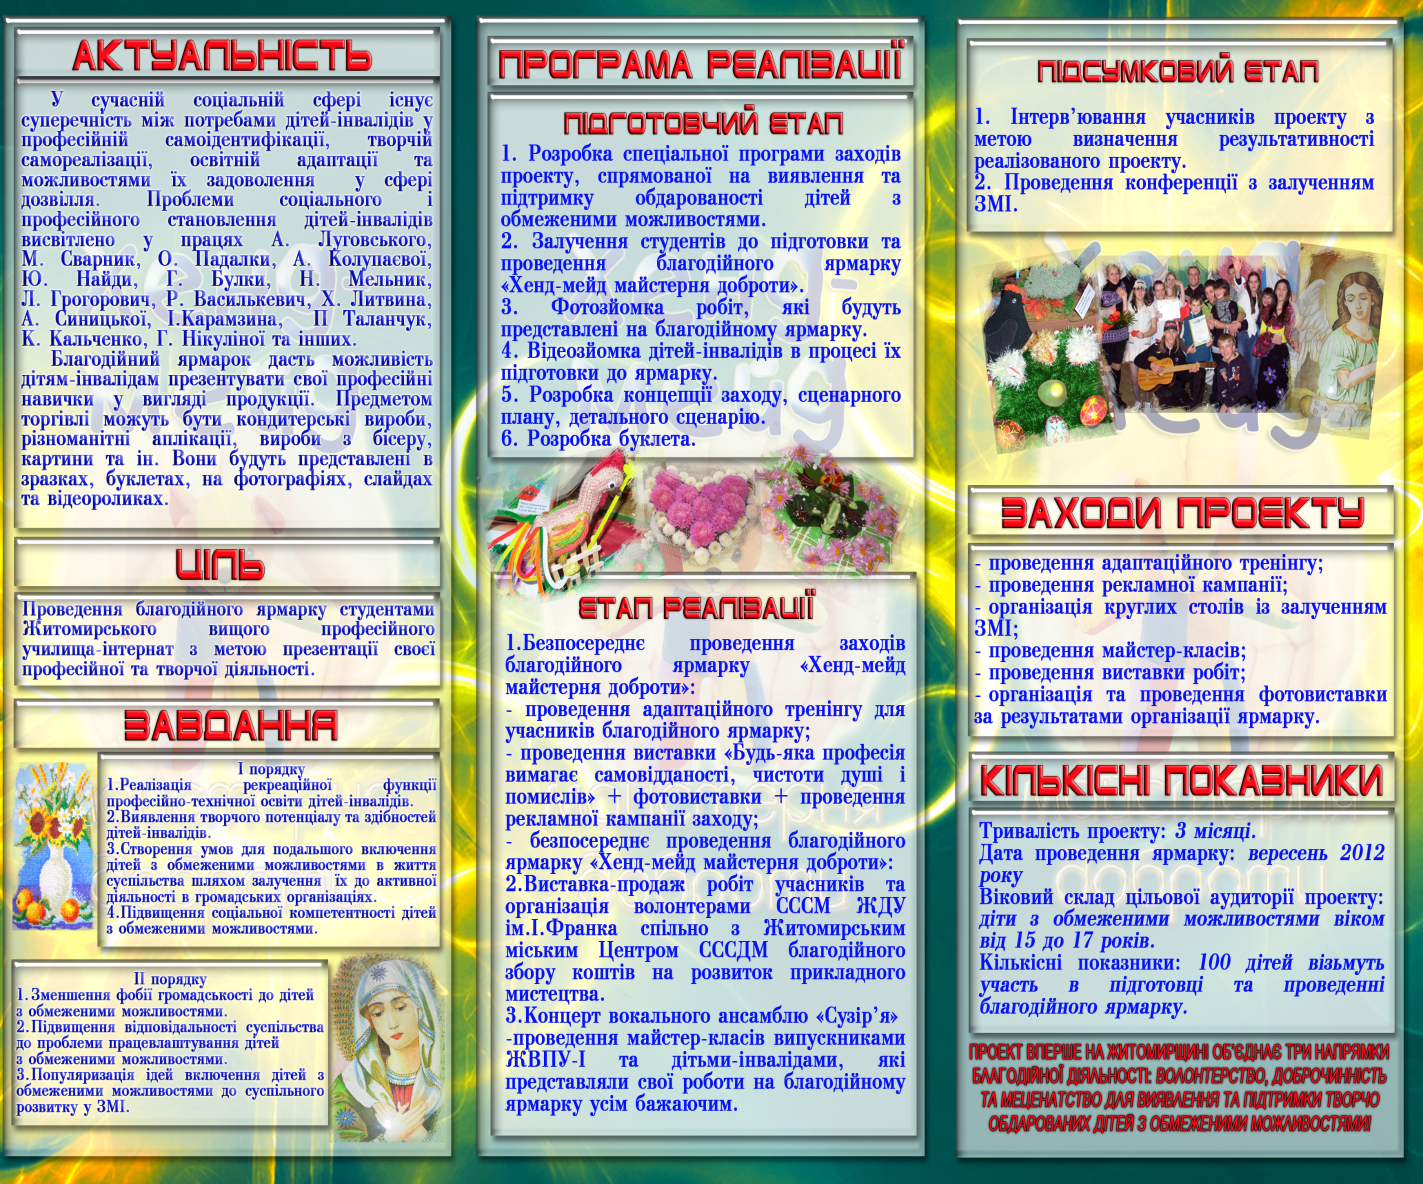 АКТУАЛЬНІСТЬ
У сучасній соціальній сфері існує
суперечність між потребами дітей-інвалідів у
професійній самоідентифікації, творчій
самореалізації, освітній адаптації та
можливостями їх задоволення у сфері
дозвілля. Проблеми соціального і
професійного становлення дітей-інвалідів
висвітлено у працях А. Луговського,
М. Сварник, О. Падалки, А. Колупаєвої,
Ю. Найди, Г. Булки, Н. Мельник,
Л. Грогорович, Р. Василькевич, Х. Литвина,
А. Синицької, І.Карамзина, П Таланчук,
К. Кальченко, Г. Нікуліної та інших.
Благодійний ярмарок дасть можливість
дітям-інвалідам презентувати свої професійні
навички у вигляді продукції. Предметом
торгівлі можуть бути кондитерські вироби,
різноманітні аплікації, вироби з бісеру,
картини та ін. Вони будуть представлені в
зразках, буклетах, на фотографіях, слайдах
та відеороликах.
ЦІЛЬ
Проведення благодійного ярмарку студентами
Житомирського вищого професійного
училища-інтернат з метою презентації своєї
професійної та творчої діяльності.
ЗАВДАННЯ
І порядку
1.Реалізація рекреаційної функції
професійно-технічної освіти дітей-інвалідів.
2.Виявлення творчого потенціалу та здібностей
дітей-інвалідів.
3.Створення умов для подальшого включення
дітей з обмеженими можливостями в життя
суспільства шляхом залучення їх до активної
діяльності в громадських організаціях.
4.Підвищення соціальної компетентності дітей
з обмеженими можливостями.
ІІ порядку
1.Зменшення фобії громадськості до дітей
з обмеженими можливостями.
2.Підвищення відповідальності суспільства
до проблеми працевлаштування дітей
з обмеженими можливостями.
3.Популяризація ідей включення дітей з
обмеженими можливостями до суспільного
розвитку у ЗМІ.
ПРОГРАМА РЕАЛІЗАЦІЇ
ПІДГОТОВЧИЙ ЕТАП
1. Розробка спеціальної програми заходів
проекту, спрямованої на виявлення та
підтримку обдарованості дітей з
обмеженими можливостями.
2. Залучення студентів до підготовки та
проведення благодійного ярмарку
«Хенд-мейд майстерня доброти».
3. Фотозйомка робіт, які будуть
представлені на благодійному ярмарку.
4. Відеозйомка дітей-інвалідів в процесі їх
підготовки до ярмарку.
5. Розробка концепції заходу, сценарного
плану, детального сценарію.
6. Розробка буклета.
ЕТАП РЕАЛІЗАЦІЇ
1.Безпосереднє проведення заходів
благодійного ярмарку «Хенд-мейд
майстерня доброти»:
- проведення адаптаційного тренінгу для
учасників благодійного ярмарку;
- проведення виставки «Будь-яка професія
вимагає самовідданості, чистоти душі і
помислів» + фотовиставки + проведення
рекламної кампанії заходу;
- безпосереднє проведення благодійного
ярмарку «Хенд-мейд майстерня доброти»:
2.Виставка-продаж робіт учасників та
організація волонтерами СССМ ЖДУ
ім.І.Франка спільно з Житомирським
міським Центром СССДМ благодійного
збору коштів на розвиток прикладного
мистецтва.
3.Концерт вокального ансамблю «Сузір’я»
-проведення майстер-класів випускниками
ЖВПУ-І та дітьми-інвалідами, які
представляли свої роботи на благодійному
ярмарку усім бажаючим.
ПІДСУМКОВИЙ ЕТАП
1. Інтерв’ювання учасників проекту з
метою визначення результативності
реалізованого проекту.
2. Проведення конференції з залученням
ЗМІ.
ЗАХОДИ ПРОЕКТУ
- проведення адаптаційного тренінгу;
- проведення рекламної кампанії;
- організація круглих столів із залученням
ЗМІ;
- проведення майстер-класів;
- проведення виставки робіт;
- організація та проведення фотовиставки
за результатами організації ярмарку.
КІЛЬКІСНІ ПОКАЗНИКИ
Тривалість проекту: 3 місяці.
Дата проведення ярмарку: вересень 2012
року
Віковий склад цільової аудиторії проекту:
діти з обмеженими можливостями віком
від 15 до 17 років.
Кількісні показники: 100 дітей візьмуть
участь в підготовці та проведенні
благодійного ярмарку.
ПРОЕКТ ВПЕРШЕ НА ЖИТОМИРЩИНІ ОБ'ЄДНАЄ ТРИ НАПРЯМКИ
БЛАГОДІЙНОЇ ДІЯЛЬНОСТІ: ВОЛОНТЕРСТВО, ДОБРОЧИННІСТЬ
ТА МЕЦЕНАТСТВО ДЛЯ ВИЯВЛЕННЯ ТА ПІДТРИМКИ ТВОРЧО
ОБДАРОВАНИХ ДІТЕЙ З ОБМЕЖЕНИМИ МОЖЛИВОСТЯМИ!